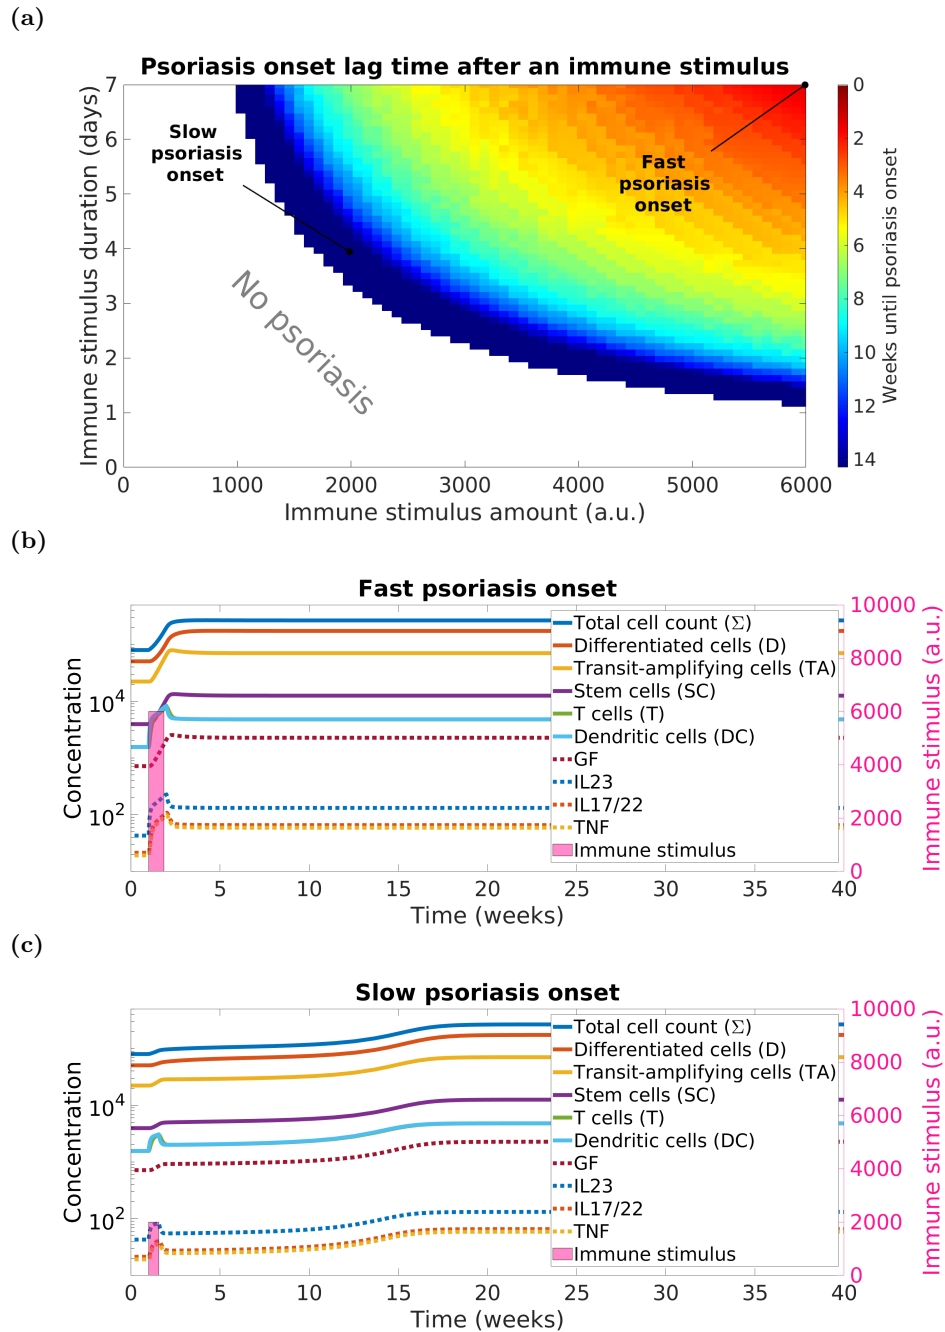 (a)
Psoriasis onset lag time after an immune stimulus
Immune stimulus duration (days)
7
6
5
4
3
2
1
0
Slow
psoriasis
onset
Fast
psoriasis
onset
No psoriasis
0 1000 2000 3000 4000 5000 6000
Immune stimulus amount (a.u.)
0
2
4
6
8
10
12
14
Weeks until psoriasis onset
(b)
Fast psoriasis onset
Concentration
10^4
10^2
Total cell count (Σ)
Differentiated cells (D)
Transit-amplifying cells (TA)
Stem cells (SC)
T cells (T)
Dendritic cells (DC)
GF
IL23
IL17/22
TNF
Immune stimulus
10000
8000
6000
4000
2000
0
Immune stimulus (a.u.)
0 5 10 15 20 25 30 35 40
Time (weeks)
(c)
Slow psoriasis onset
Concentration
10^4
10^2
Total cell count (Σ)
Differentiated cells (D)
Transit-amplifying cells (TA)
Stem cells (SC)
T cells (T)
Dendritic cells (DC)
GF
IL23
IL17/22
TNF
Immune stimulus
10000
8000
6000
4000
2000
0
Immune stimulus (a.u.)
0 5 10 15 20 25 30 35 40
Time (weeks)